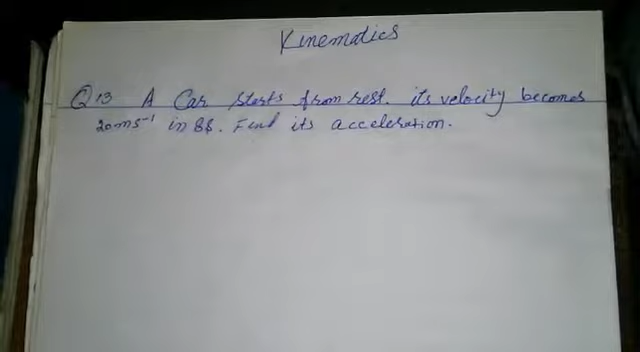 Kinematics
Q13 A Car starts from rest. its velocity becomes
20ms⁻¹ in 8s. Find its acceleration.